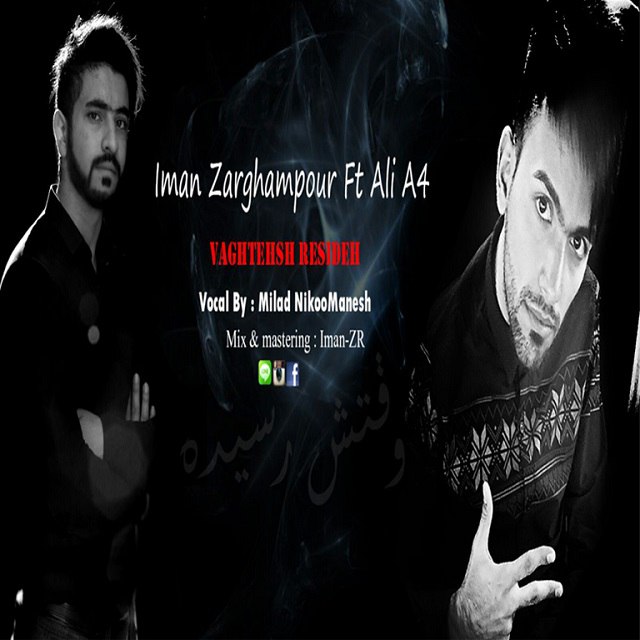 Iman Zarghampour Ft Ali A4
VAGHTEHSH RESIDEH
Vocal By : Milad NikooManesh
Mix & mastering : Iman-ZR
وقتش رسیده